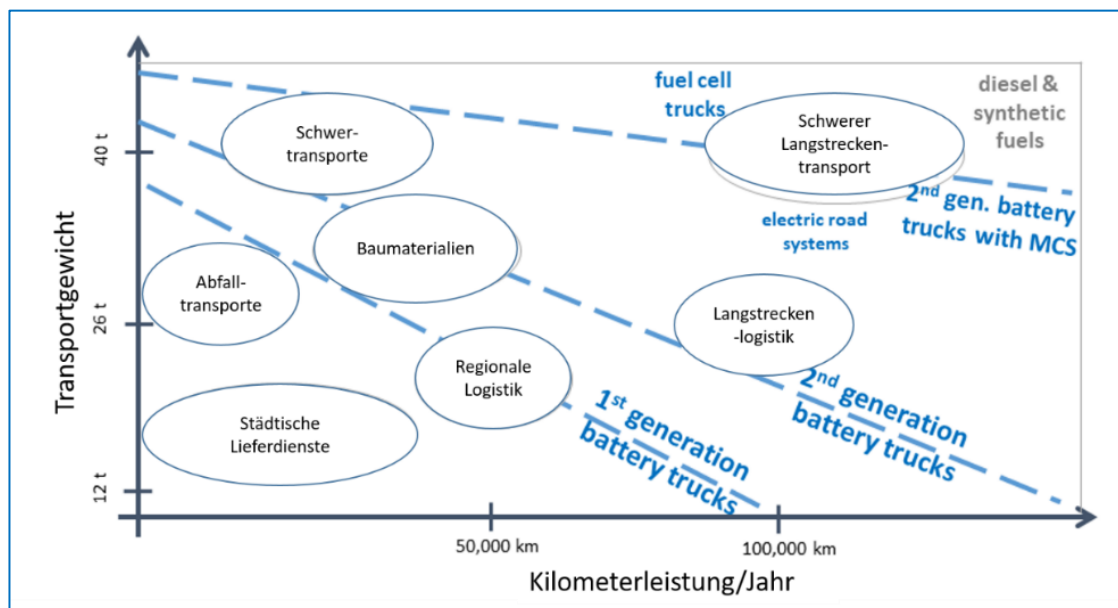 fuel cell
trucks
diesel &
synthetic
fuels
Schwer-
transporte
Schwerer
Langstrecken-
transport
40 t
2nd gen. battery
trucks with MCS
electric road
systems
Baumaterialien
Abfall-
transporte
Transportgewicht
26 t
Langstrecken
-logistik
Regionale
Logistik
2nd generation
battery trucks
1st generation
battery trucks
Städtische
Lieferdienste
12 t
50,000 km
100,000 km
Kilometerleistung/Jahr